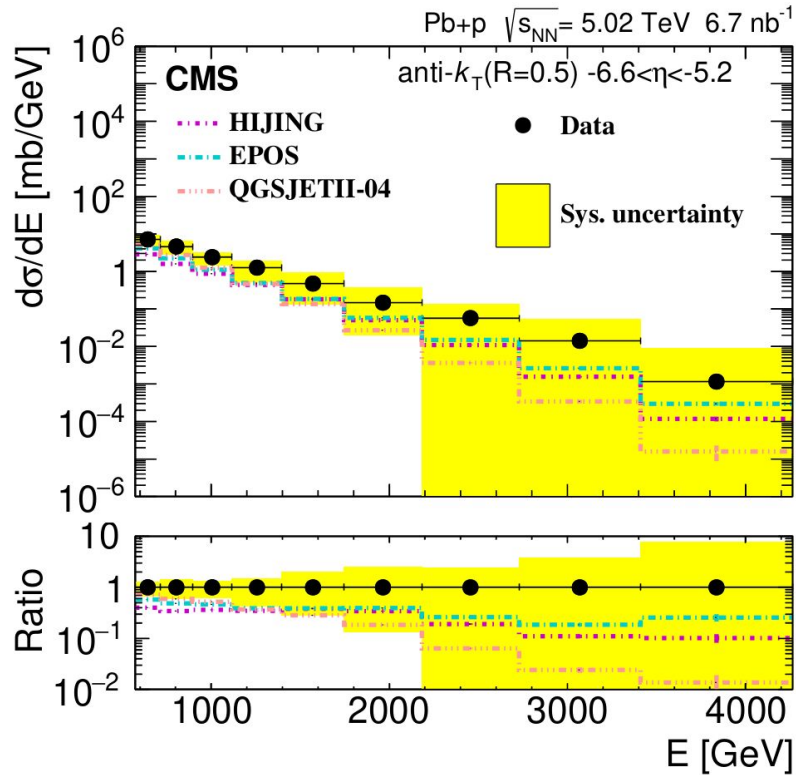 Pb+p √s_NN = 5.02 TeV 6.7 nb⁻¹
CMS
anti-k_T(R=0.5) -6.6<η<-5.2
HIJING
EPOS
QGSJETII-04
Data
Sys. uncertainty
dσ/dE [mb/GeV]
10⁶
10⁴
10²
1
10⁻²
10⁻⁴
10⁻⁶
Ratio
10
1
10⁻¹
10⁻²
1000 2000 3000 4000
E [GeV]